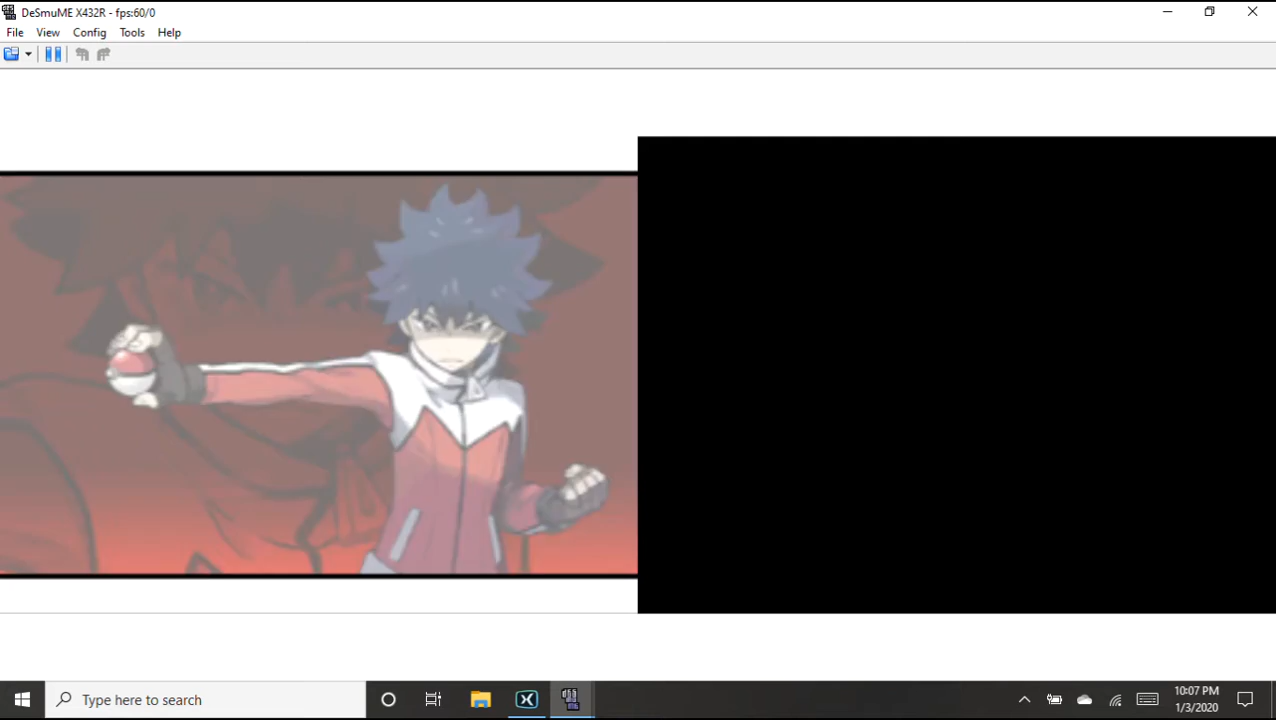 DeSmuME X432R - fps:60/0
File View Config Tools Help
Type here to search
10:07 PM
1/3/2020